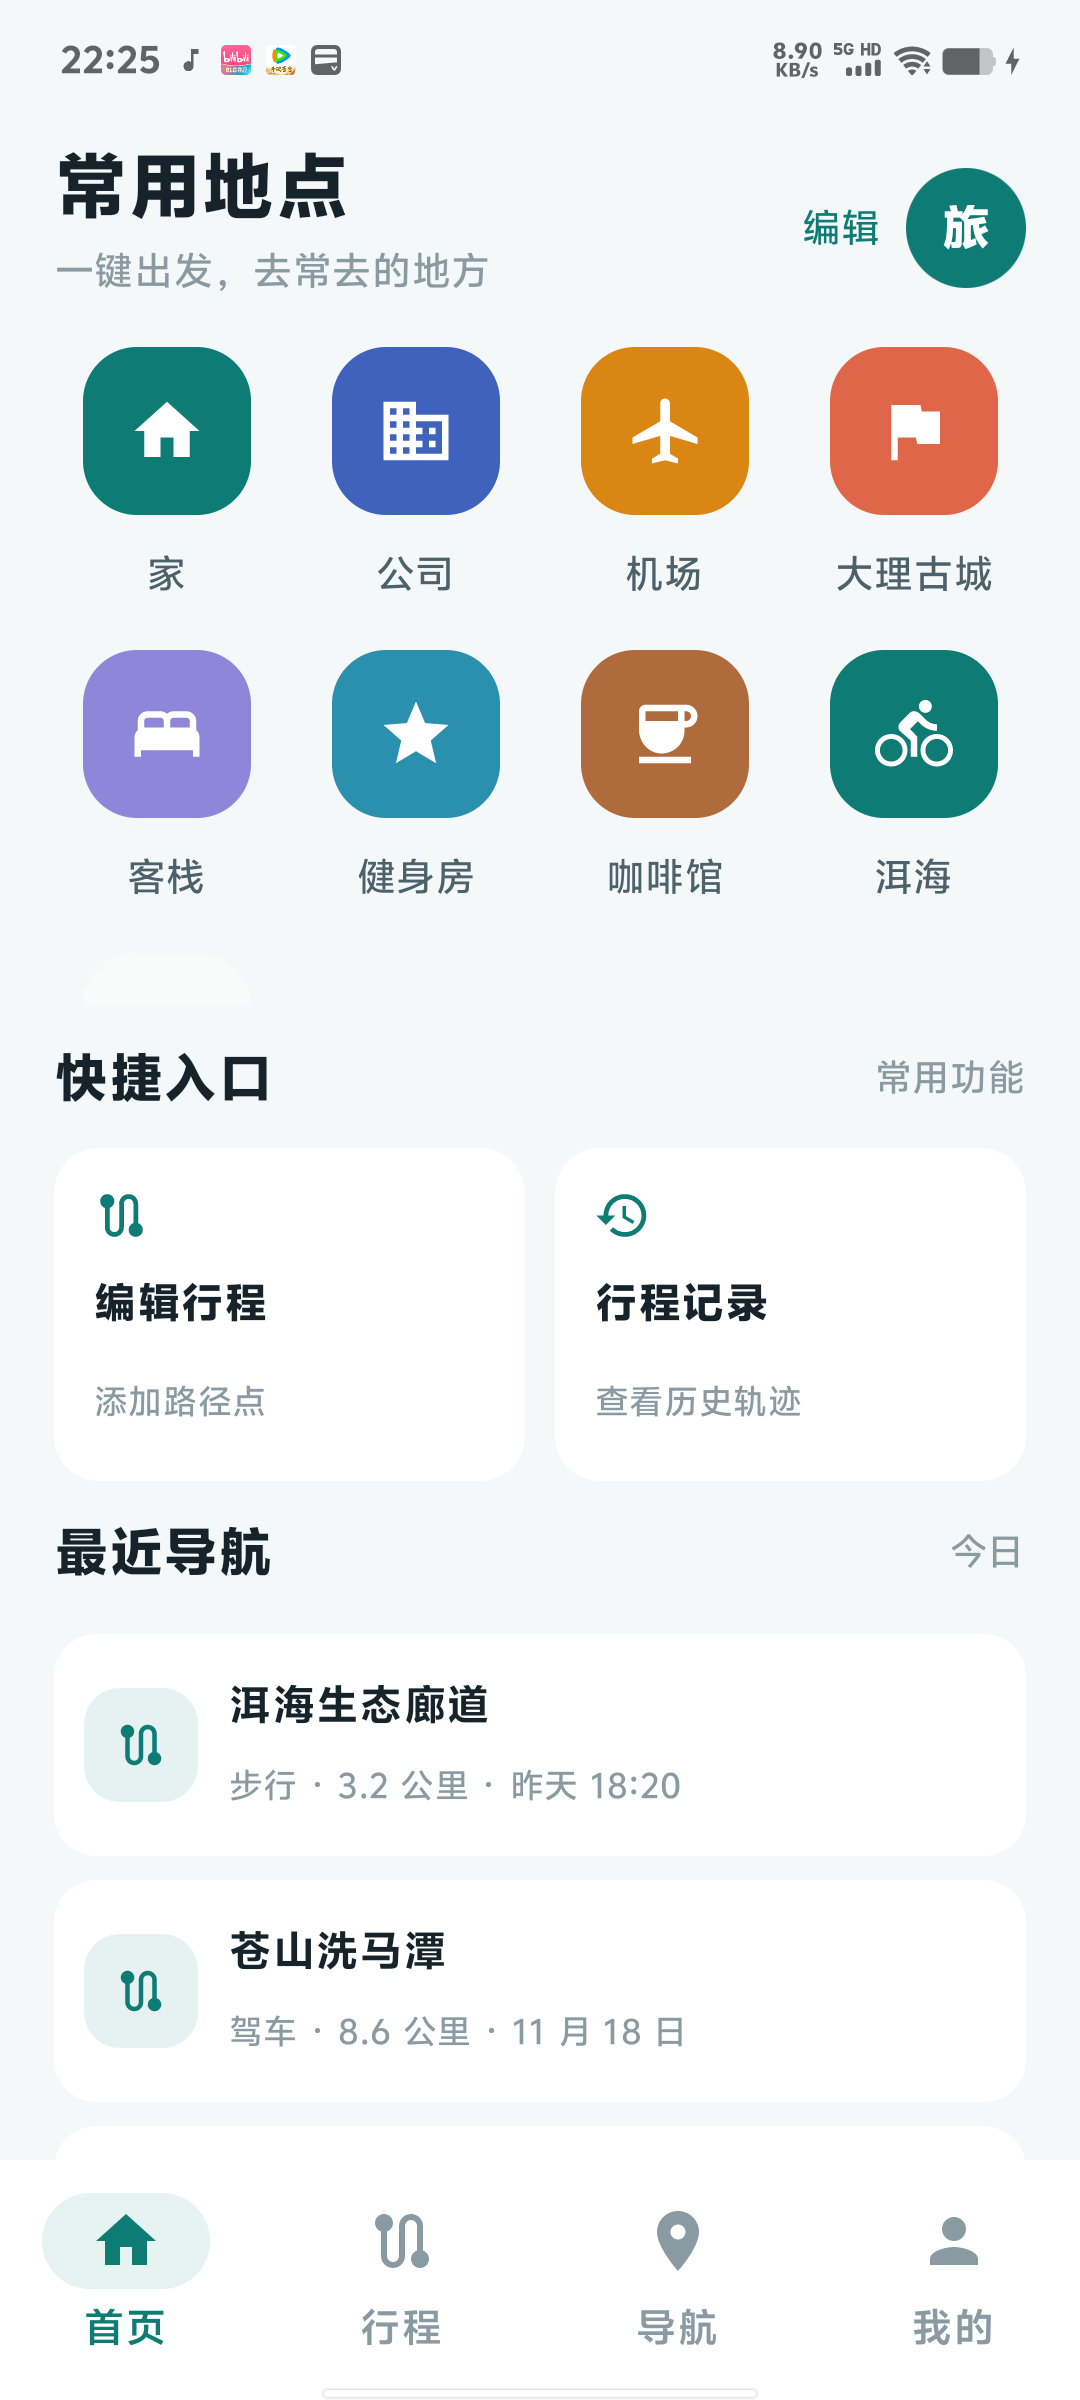 22:25
8.90 KB/s 5G HD
常用地点
一键出发，去常去的地方
编辑
旅
家 公司 机场 大理古城
客栈 健身房 咖啡馆 洱海
快捷入口 常用功能
编辑行程
添加路径点
行程记录
查看历史轨迹
最近导航 今日
洱海生态廊道
步行 · 3.2 公里 · 昨天 18:20
苍山洗马潭
驾车 · 8.6 公里 · 11 月 18 日
首页 行程 导航 我的